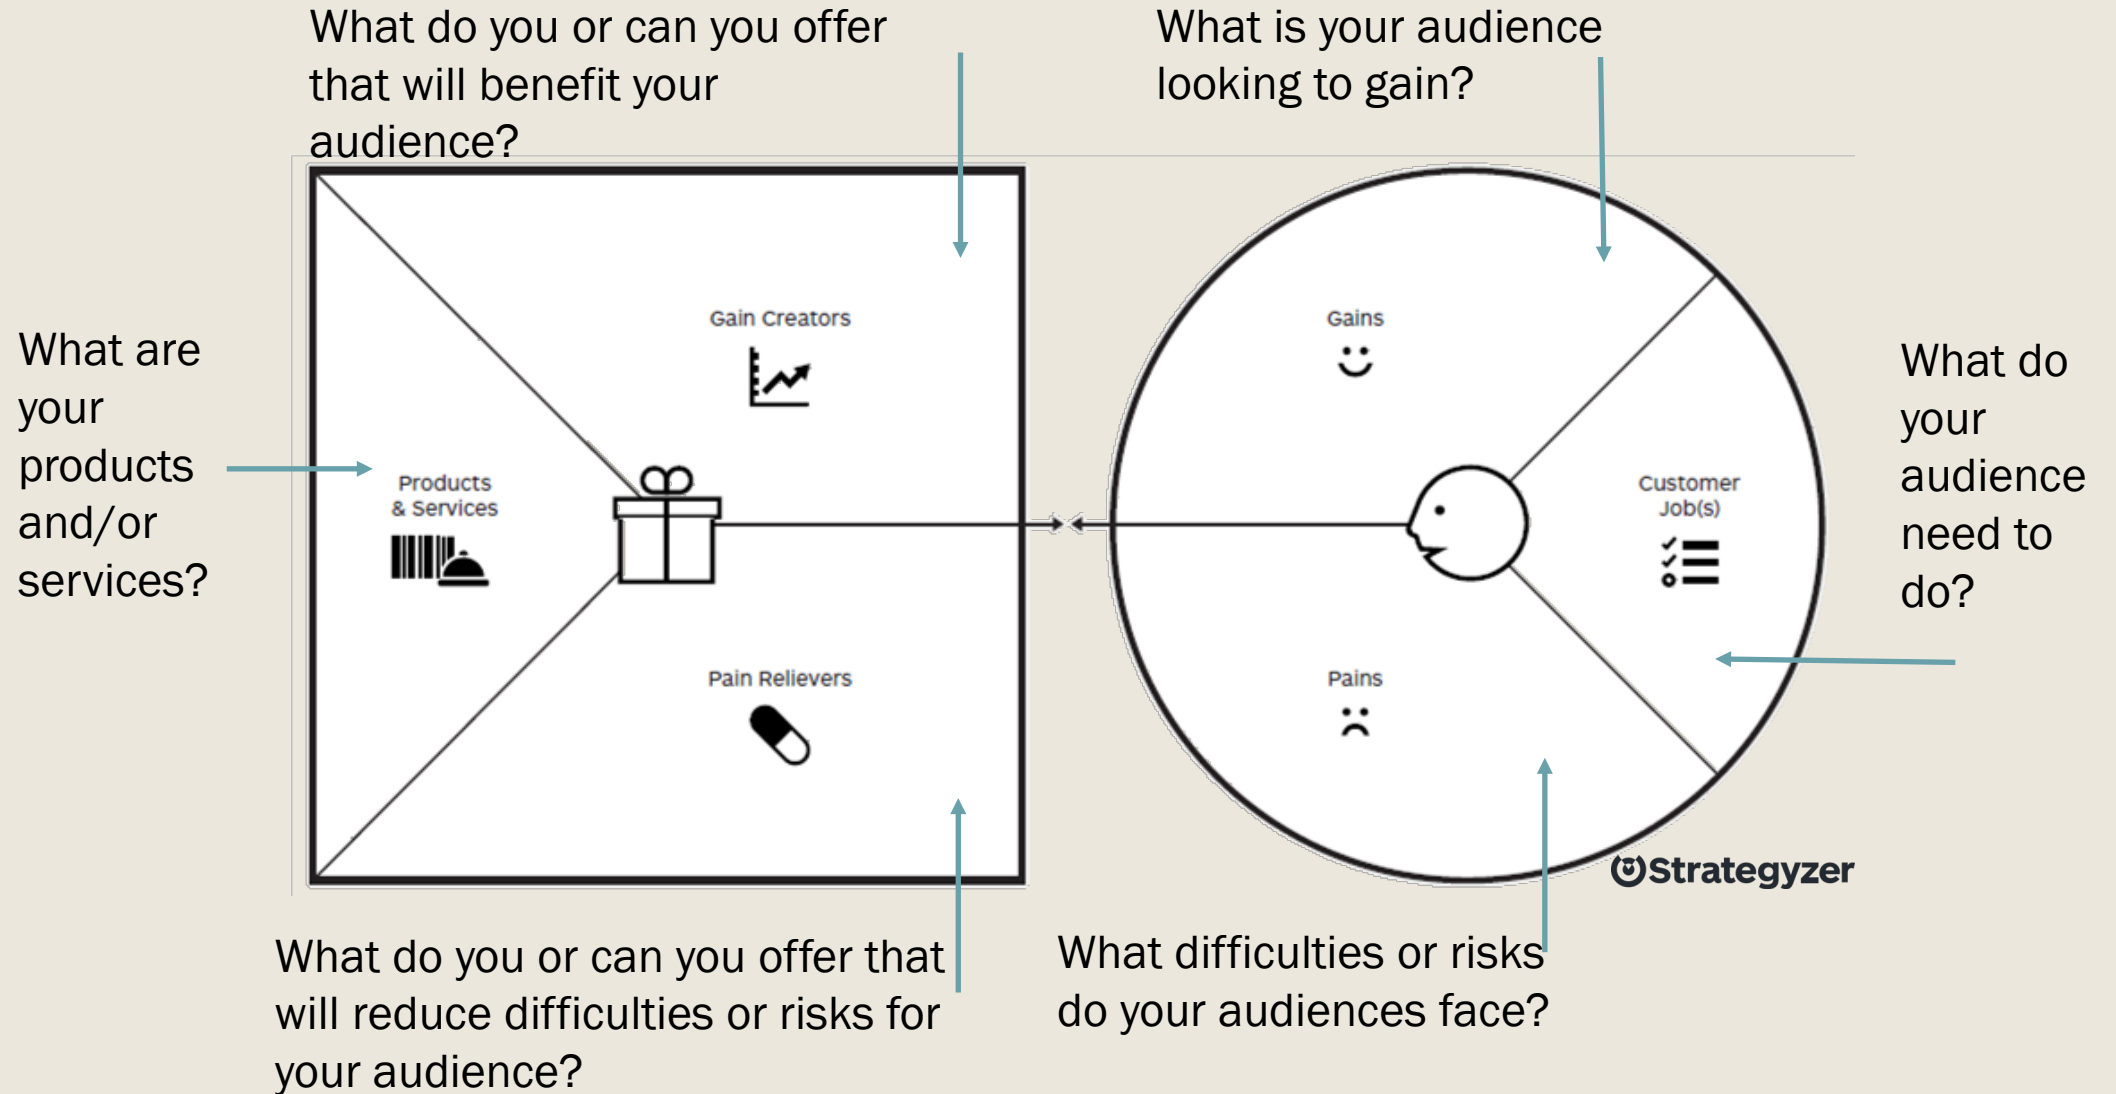 What do you or can you offer
that will benefit your
audience?
What is your audience
looking to gain?
What are
your
products
and/or
services?
Products
& Services
Gain Creators
Pain Relievers
Gains
Pains
Customer
Job(s)
What do
your
audience
need to
do?
Strategyzer
What do you or can you offer that
will reduce difficulties or risks for
your audience?
What difficulties or risks
do your audiences face?